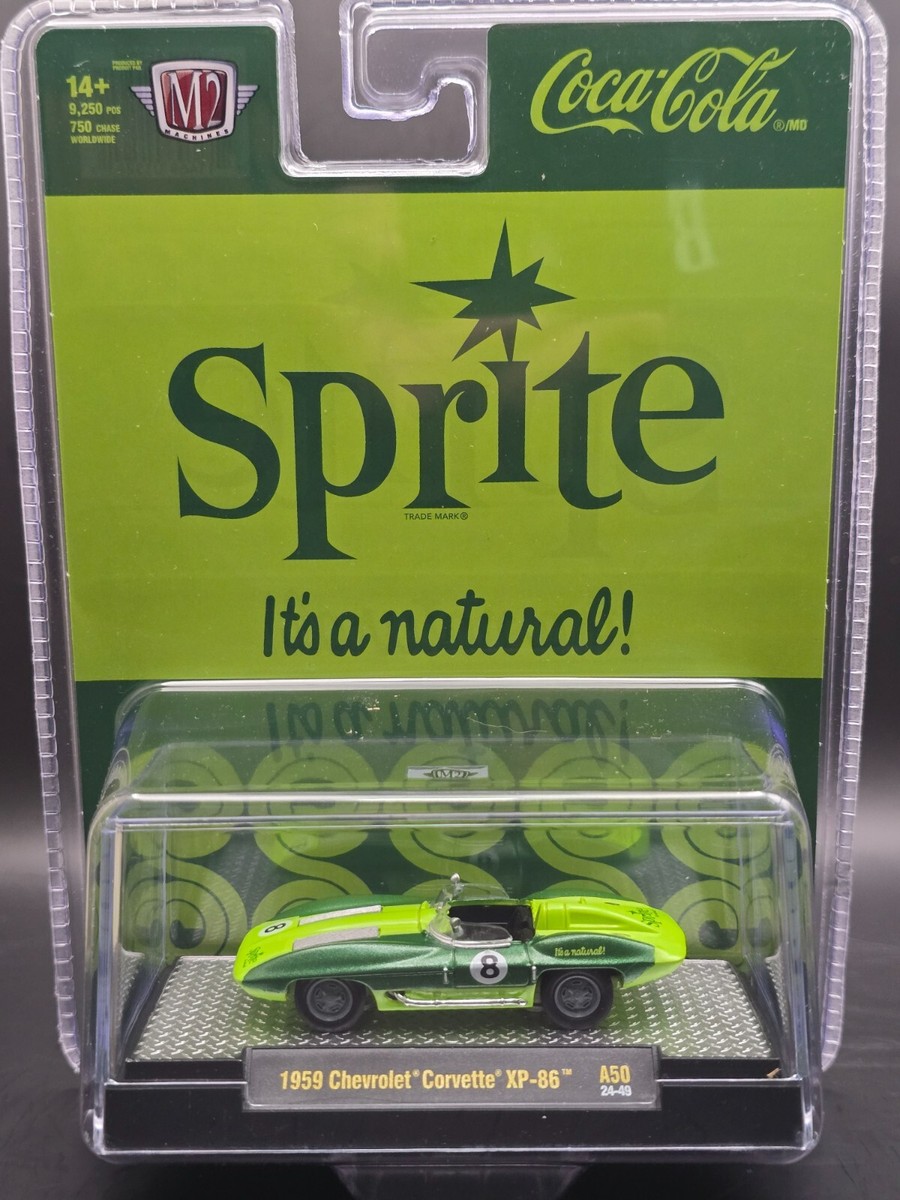 14+
9,250 PCS
750 CHASE
WORLDWIDE
M2
MACHINES
Coca-Cola ®/MD
Sprite
TRADE MARK®
It's a natural!
M2
8
8
It's a natural!
1959 Chevrolet® Corvette® XP-86™
A50
24-49